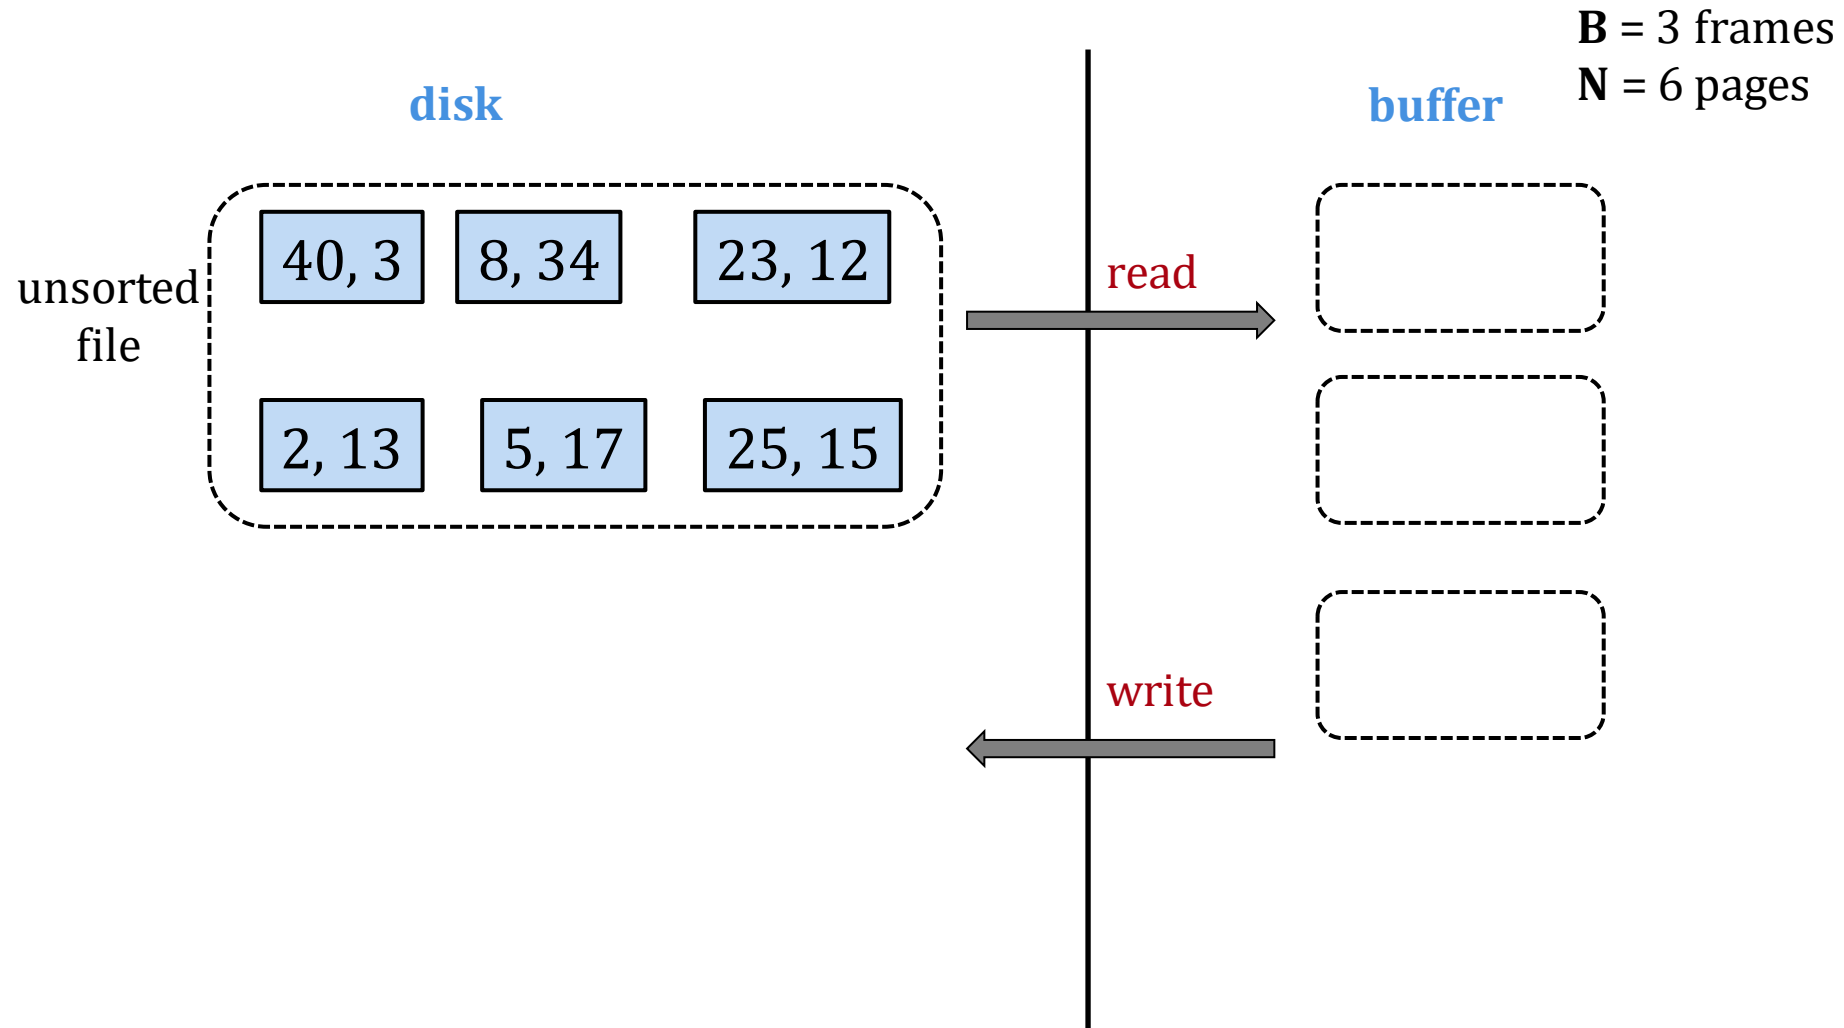 B = 3 frames
N = 6 pages
disk
buffer
40, 3
8, 34
23, 12
unsorted
file
read
2, 13
5, 17
25, 15
write